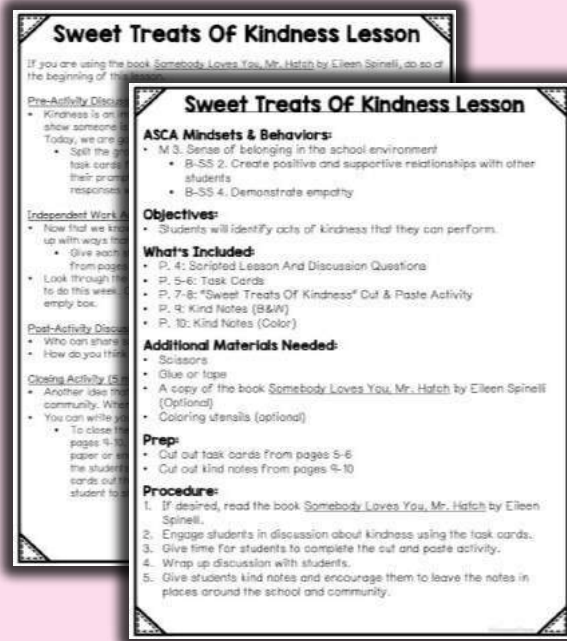 Sweet Treats Of Kindness Lesson
If you are using the book Somebody Loves You, Mr. Hatch by Eileen Spinelli, do so at
the beginning of this lesson.
Pre-Activity Discus
• Kindness is an
show someone
Today, we are
• Split the
task cards
their
responses
Independent Work A
• Now that we
up with ways
• Give each
from pages
• Look through the
to do this week.
empty box.
Post-Activity Discus
• Who can share
• How do you think
Closing Activity (5
• Another idea
community.
• You can write
• To close the
pages 9-10.
paper or
the student
cards out
student to
Sweet Treats Of Kindness Lesson
ASCA Mindsets & Behaviors:
• M 3. Sense of belonging in the school environment
• B-SS 2. Create positive and supportive relationships with other
students
• B-SS 4. Demonstrate empathy
Objectives:
• Students will identify acts of kindness that they can perform.
What's Included:
• P. 4: Scripted Lesson And Discussion Questions
• P. 5-6: Task Cards
• P. 7-8: "Sweet Treats Of Kindness" Cut & Paste Activity
• P. 9: Kind Notes (B&W)
• P. 10: Kind Notes (Color)
Additional Materials Needed:
• Scissors
• Glue or tape
• A copy of the book Somebody Loves You, Mr. Hatch by Eileen Spinelli
(Optional)
• Coloring utensils (optional)
Prep:
• Cut out task cards from pages 5-6
• Cut out kind notes from pages 9-10
Procedure:
1. If desired, read the book Somebody Loves You, Mr. Hatch by Eileen
Spinelli.
2. Engage students in discussion about kindness using the task cards.
3. Give time for students to complete the cut and paste activity.
4. Wrap up discussion with students.
5. Give students kind notes and encourage them to leave the notes in
places around the school and community.